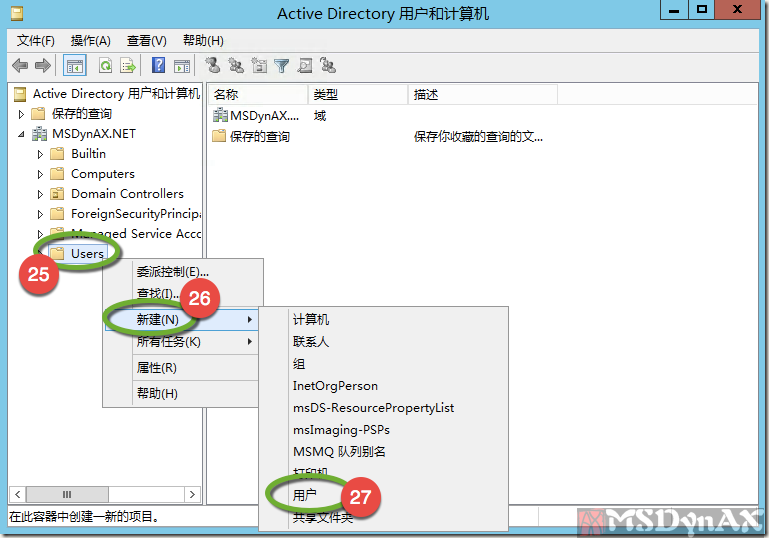 Active Directory 用户和计算机
文件(F) 操作(A) 查看(V) 帮助(H)
Active Directory 用户和计算机
保存的查询
MSDynAX.NET
Builtin
Computers
Domain Controllers
ForeignSecurityPrincipa
Managed Service Acco
Users
25
委派控制(E)...
查找(I)...
26
新建(N)
所有任务(K)
属性(R)
帮助(H)
名称 类型 描述
MSDynAX.... 域
保存的查询 保存你收藏的查询的文...
计算机
联系人
组
InetOrgPerson
msDS-ResourcePropertyList
msImaging-PSPs
MSMQ 队列别名
打印机
用户
27
共享文件夹
在此容器中创建一新的项目。
MSDynAX